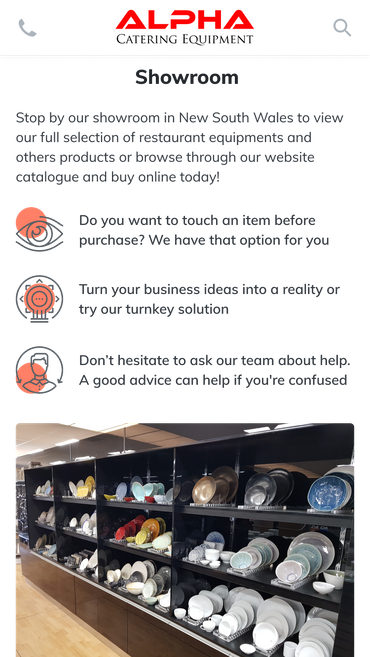 ALPHA
CATERING EQUIPMENT
Showroom
Stop by our showroom in New South Wales to view
our full selection of restaurant equipments and
others products or browse through our website
catalogue and buy online today!
Do you want to touch an item before
purchase? We have that option for you
Turn your business ideas into a reality or
try our turnkey solution
Don’t hesitate to ask our team about help.
A good advice can help if you're confused